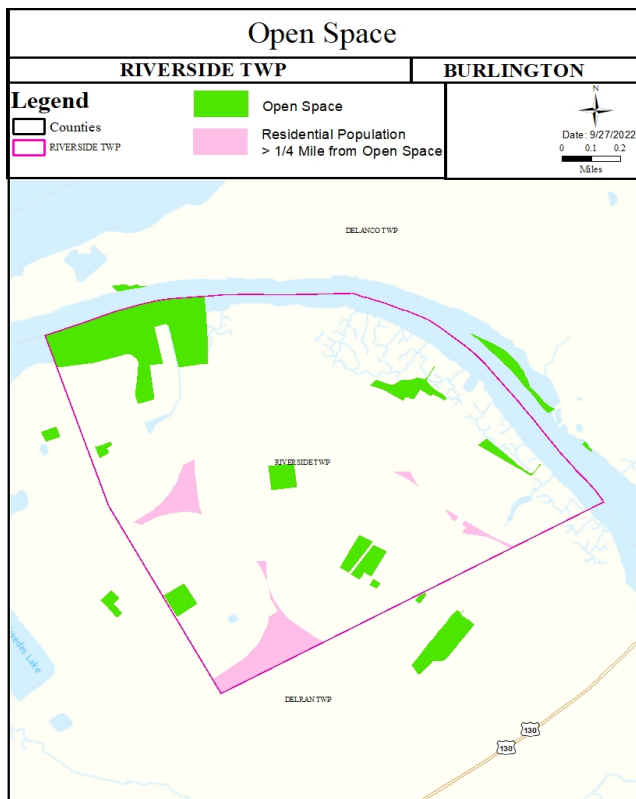 Open Space
RIVERSIDE TWP
BURLINGTON
Legend
Counties
RIVERSIDE TWP
Open Space
Residential Population
> 1/4 Mile from Open Space
N
Date: 9/27/2022
0 0.1 0.2
Miles
DELANCO TWP
RIVERSIDE TWP
Lake
DELRAN TWP
130
130